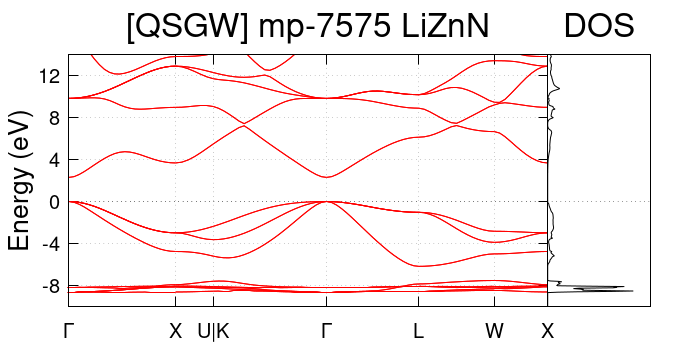 [QSGW] mp-7575 LiZnN DOS
Energy (eV)
12
8
4
0
-4
-8
Γ X U|K Γ L W X